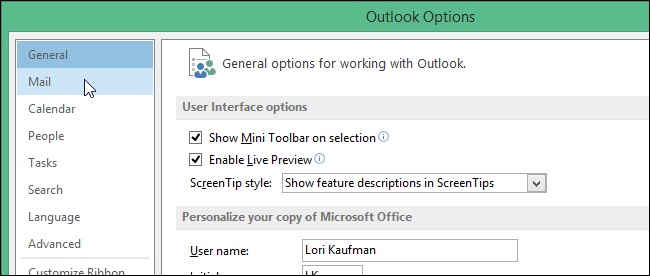 Outlook Options
General
Mail
Calendar
People
Tasks
Search
Language
Advanced
Customize Ribbon
General options for working with Outlook.
User Interface options
Show Mini Toolbar on selection
Enable Live Preview
ScreenTip style: Show feature descriptions in ScreenTips
Personalize your copy of Microsoft Office
User name: Lori Kaufman